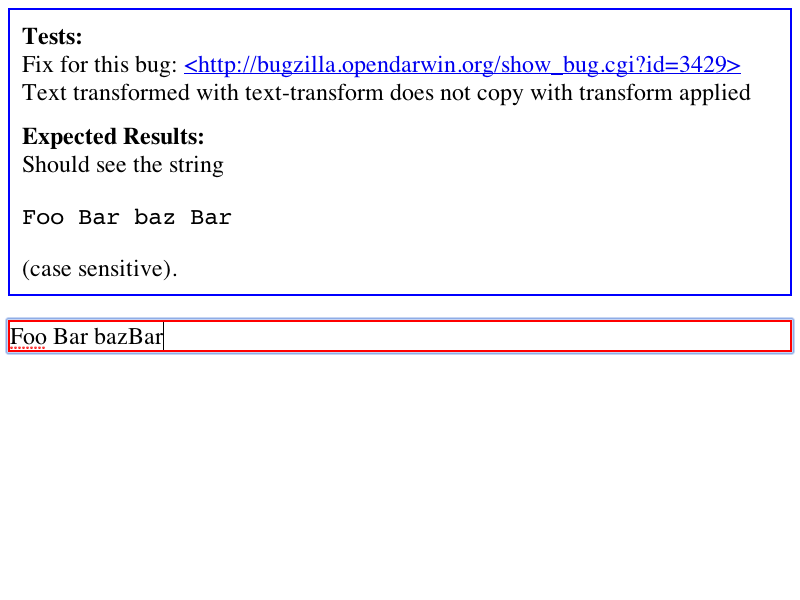 Tests:
Fix for this bug: <http://bugzilla.opendarwin.org/show_bug.cgi?id=3429>
Text transformed with text-transform does not copy with transform applied
Expected Results:
Should see the string
Foo Bar baz Bar
(case sensitive).
Foo Bar bazBar